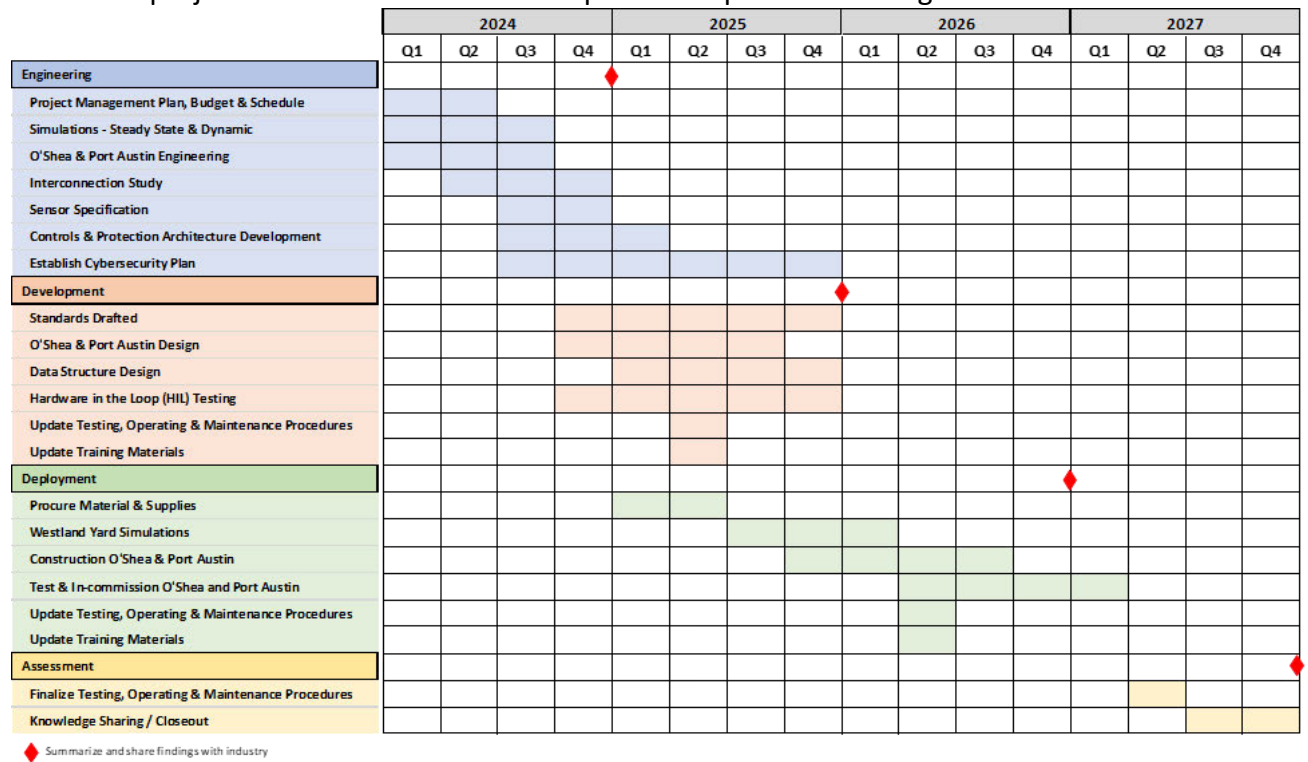 2024 2025 2026 2027
Q1 Q2 Q3 Q4 Q1 Q2 Q3 Q4 Q1 Q2 Q3 Q4 Q1 Q2 Q3 Q4
Engineering
Project Management Plan, Budget & Schedule
Simulations - Steady State & Dynamic
O'Shea & Port Austin Engineering
Interconnection Study
Sensor Specification
Controls & Protection Architecture Development
Establish Cybersecurity Plan
Development
Standards Drafted
O'Shea & Port Austin Design
Data Structure Design
Hardware in the Loop (HIL) Testing
Update Testing, Operating & Maintenance Procedures
Update Training Materials
Deployment
Procure Material & Supplies
Westland Yard Simulations
Construction O'Shea & Port Austin
Test & In-commission O'Shea and Port Austin
Update Testing, Operating & Maintenance Procedures
Update Training Materials
Assessment
Finalize Testing, Operating & Maintenance Procedures
Knowledge Sharing / Closeout
Summarize and share findings with industry